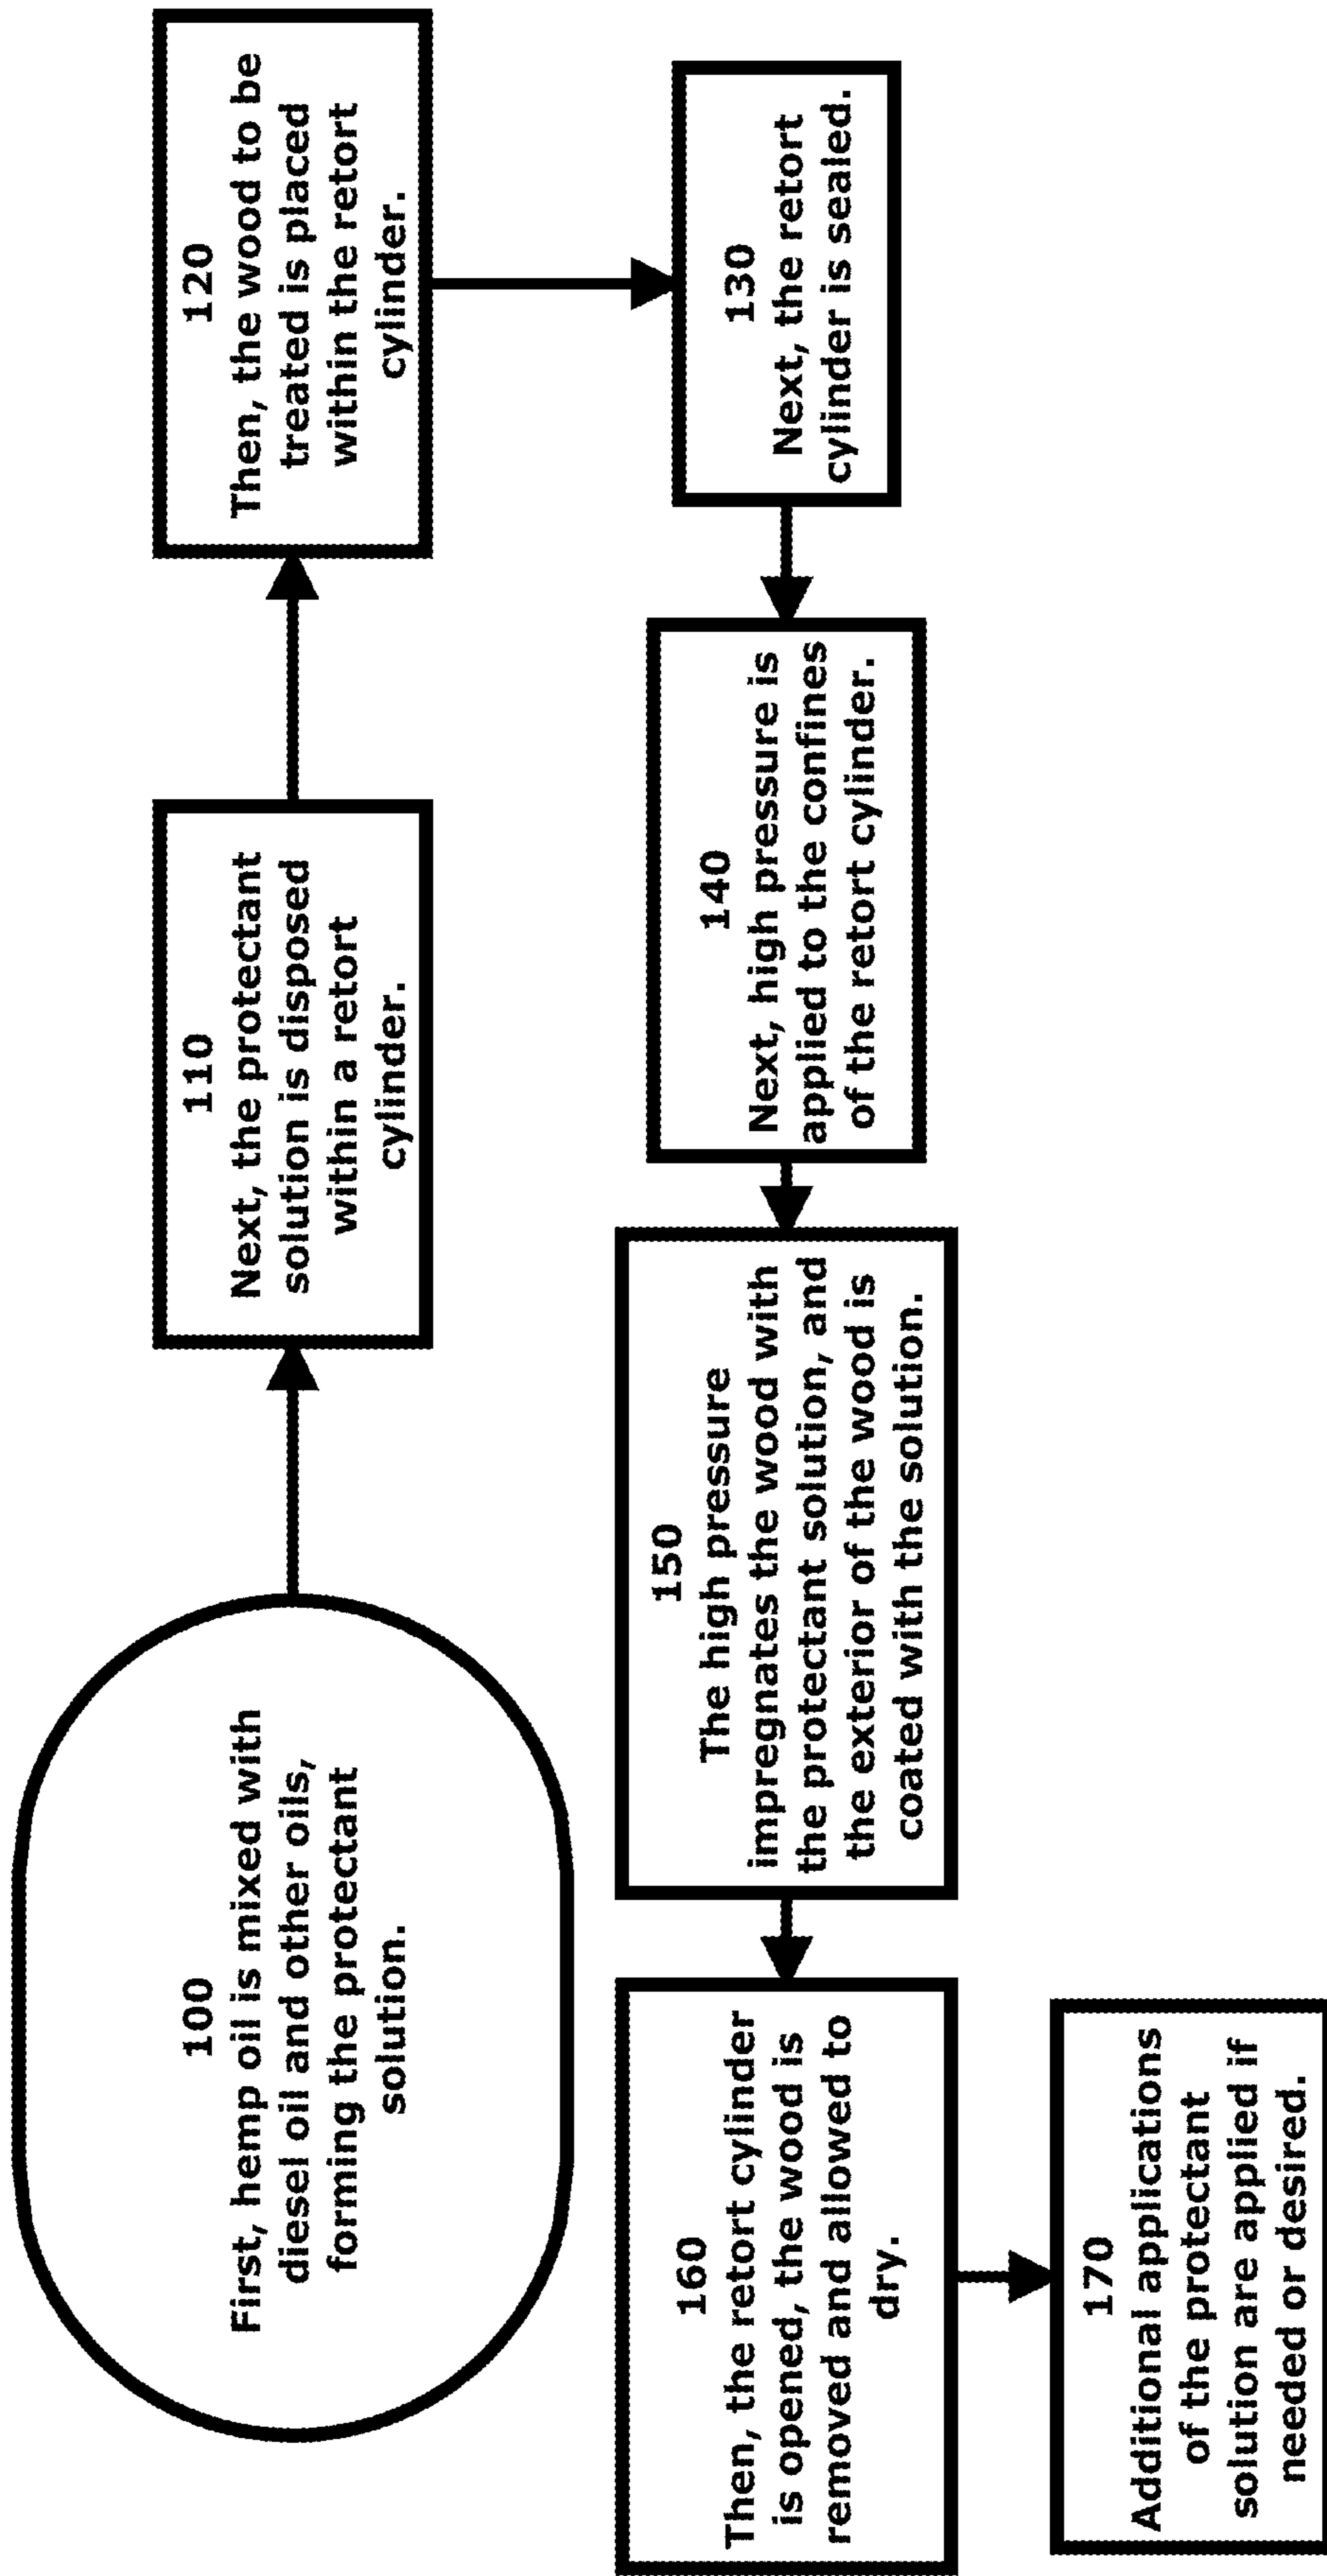 100
First, hemp oil is mixed with
diesel oil and other oils,
forming the protectant
solution.
110
Next, the protectant
solution is disposed
within a retort
cylinder.
120
Then, the wood to be
treated is placed
within the retort
cylinder.
130
Next, the retort
cylinder is sealed.
140
Next, high pressure is
applied to the confines
of the retort cylinder.
150
The high pressure
impregnates the wood with
the protectant solution, and
the exterior of the wood is
coated with the solution.
160
Then, the retort cylinder
is opened, the wood is
removed and allowed to
dry.
170
Additional applications
of the protectant
solution are applied if
needed or desired.